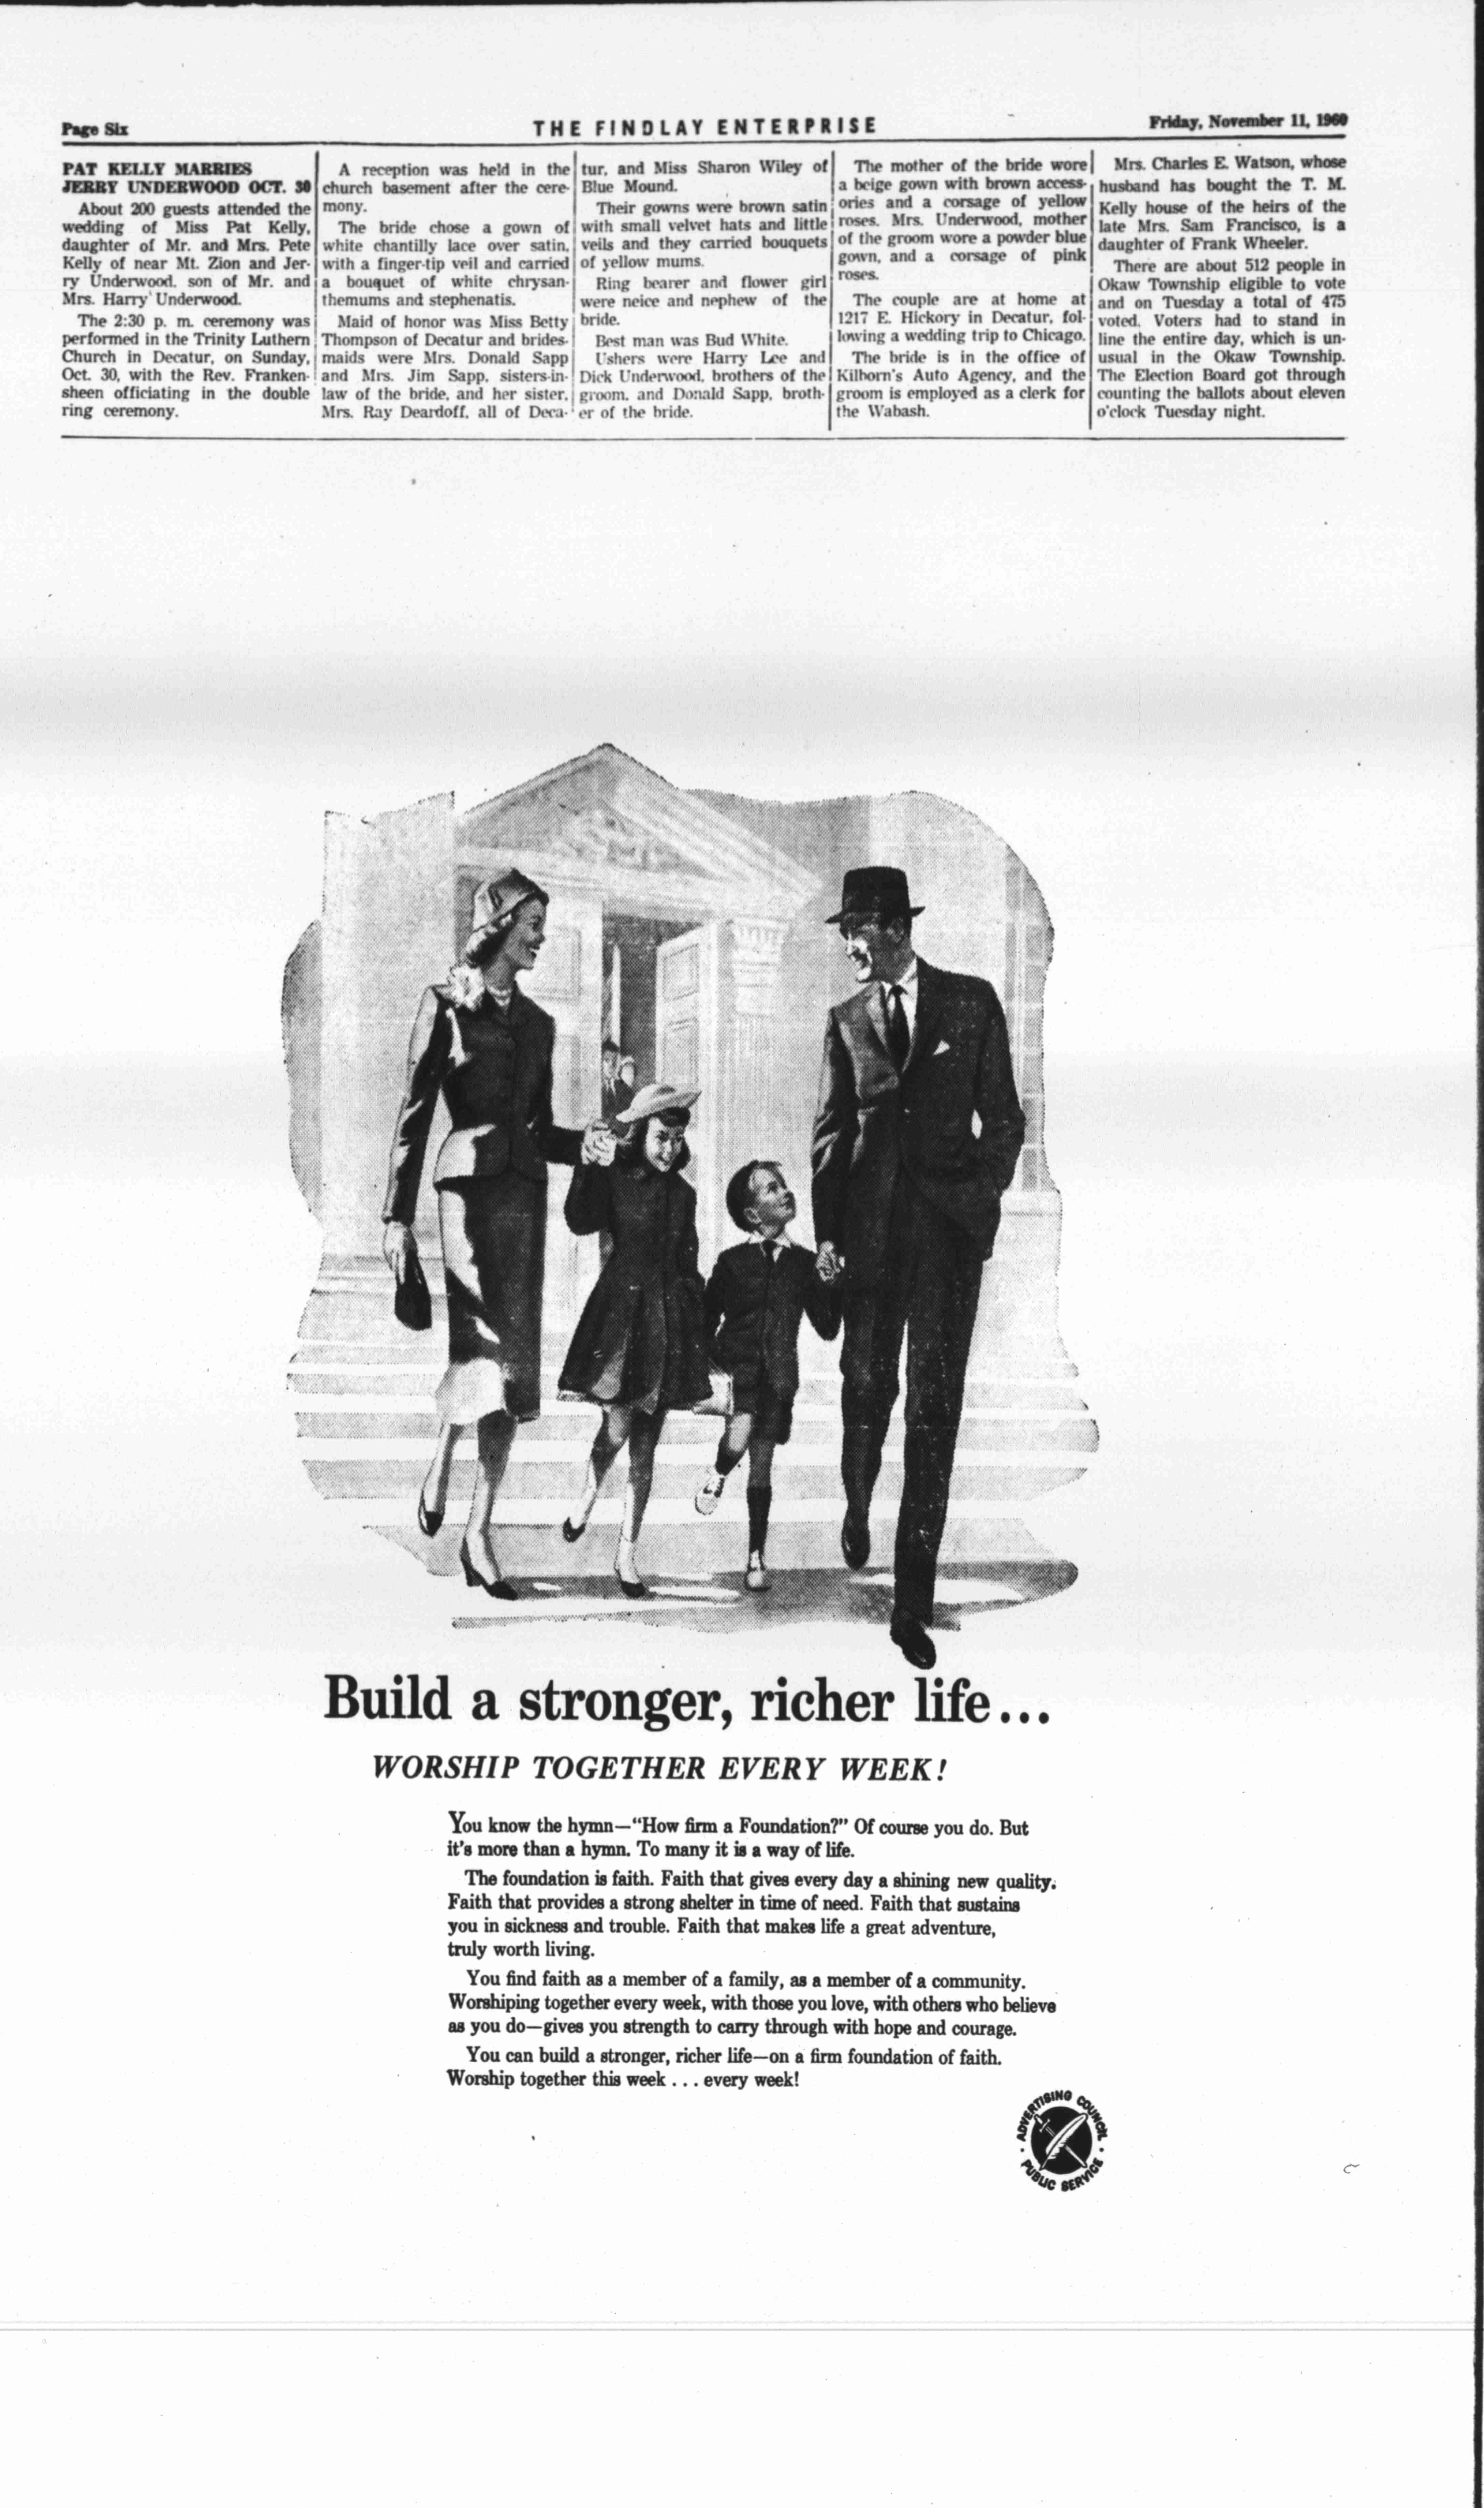 Page Six
THE FINDLAY ENTERPRISE
Friday, November 11, 1960
PAT KELLY MARRIES
JERRY UNDERWOOD OCT. 30
About 200 guests attended the
wedding of Miss Pat Kelly,
daughter of Mr. and Mrs. Pete
Kelly of near Mt. Zion and Jer-
ry Underwood, son of Mr. and
Mrs. Harry Underwood.
The 2:30 p. m. ceremony was
performed in the Trinity Luthern
Church in Decatur, on Sunday,
Oct. 30, with the Rev. Franken-
sheen officiating in the double
ring ceremony.
A reception was held in the
church basement after the cere-
mony.
The bride chose a gown of
white chantilly lace over satin,
with a finger-tip veil and carried
a bouquet of white chrysan-
themums and stephenatis.
Maid of honor was Miss Betty
Thompson of Decatur and brides-
maids were Mrs. Donald Sapp
and Mrs. Jim Sapp, sisters-in-
law of the bride, and her sister,
Mrs. Ray Deardoff, all of Deca-
tur, and Miss Sharon Wiley of
Blue Mound.
Their gowns were brown satin
with small velvet hats and little
veils and they carried bouquets
of yellow mums.
Ring bearer and flower girl
were neice and nephew of the
bride.
Best man was Bud White.
Ushers were Harry Lee and
Dick Underwood, brothers of the
groom, and Donald Sapp, broth-
er of the bride.
The mother of the bride wore
a beige gown with brown access-
ories and a corsage of yellow
roses. Mrs. Underwood, mother
of the groom wore a powder blue
gown, and a corsage of pink
roses.
The couple are at home at
1217 E. Hickory in Decatur, fol-
lowing a wedding trip to Chicago.
The bride is in the office of
Kilborn's Auto Agency, and the
groom is employed as a clerk for
the Wabash.
Mrs. Charles E. Watson, whose
husband has bought the T. M.
Kelly house of the heirs of the
late Mrs. Sam Francisco, is a
daughter of Frank Wheeler.
There are about 512 people in
Okaw Township eligible to vote
and on Tuesday a total of 475
voted. Voters had to stand in
line the entire day, which is un-
usual in the Okaw Township.
The Election Board got through
counting the ballots about eleven
o'clock Tuesday night.
Build a stronger, richer life...
WORSHIP TOGETHER EVERY WEEK!
You know the hymn—“How firm a Foundation?” Of course you do. But
it's more than a hymn. To many it is a way of life.
The foundation is faith. Faith that gives every day a shining new quality.
Faith that provides a strong shelter in time of need. Faith that sustains
you in sickness and trouble. Faith that makes life a great adventure,
truly worth living.
You find faith as a member of a family, as a member of a community.
Worshiping together every week, with those you love, with others who believe
as you do—gives you strength to carry through with hope and courage.
You can build a stronger, richer life—on a firm foundation of faith.
Worship together this week . . . every week!
ADVERTISING COUNCIL
PUBLIC SERVICE